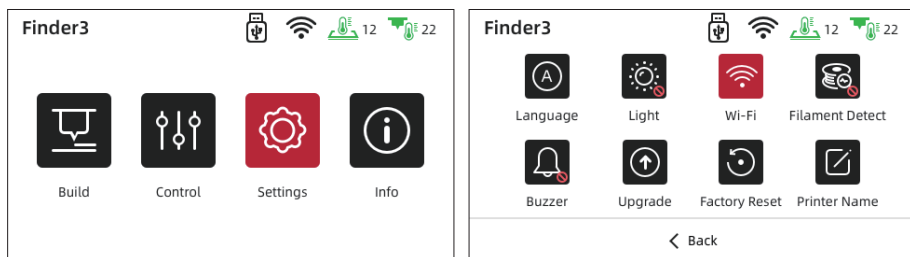 Finder3 12 22
Build Control Settings Info
Finder3 12 22
A
Language Light Wi-Fi Filament Detect
Buzzer Upgrade Factory Reset Printer Name
Back